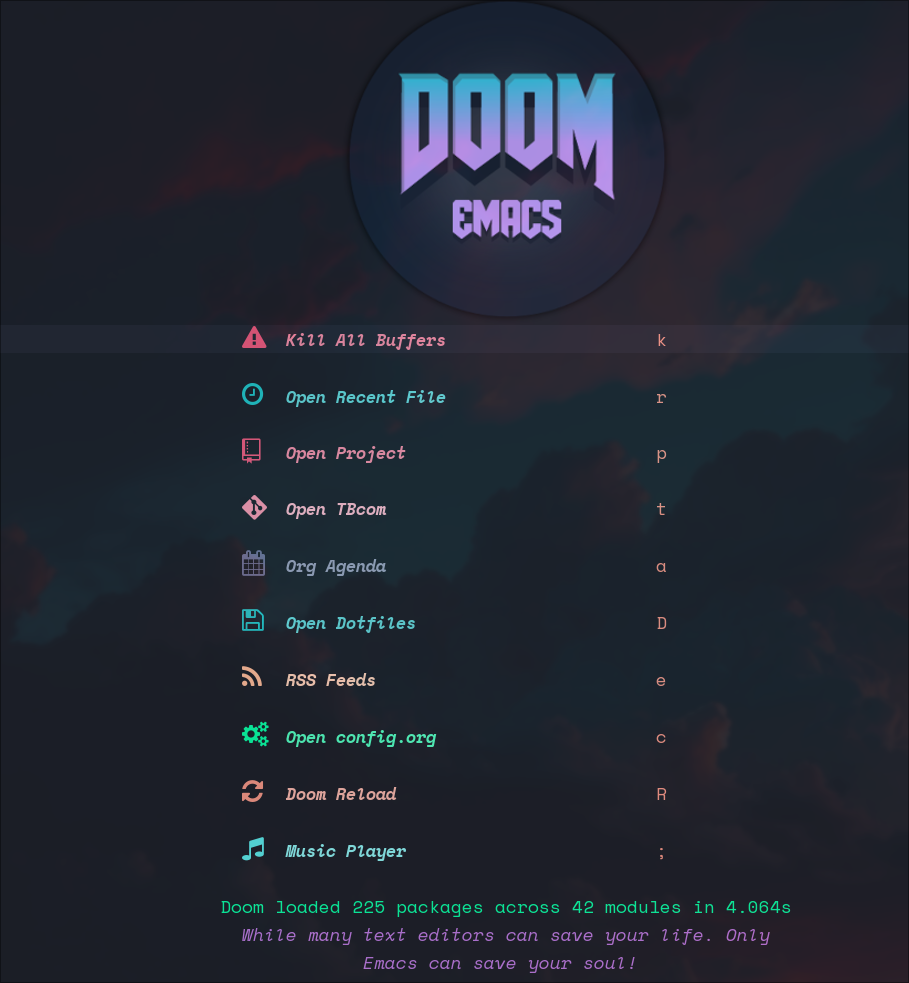 DOOM
EMACS
Kill All Buffers k
Open Recent File r
Open Project p
Open TBcom t
Org Agenda a
Open Dotfiles D
RSS Feeds e
Open config.org c
Doom Reload R
Music Player ;
Doom loaded 225 packages across 42 modules in 4.064s
While many text editors can save your life. Only
Emacs can save your soul!